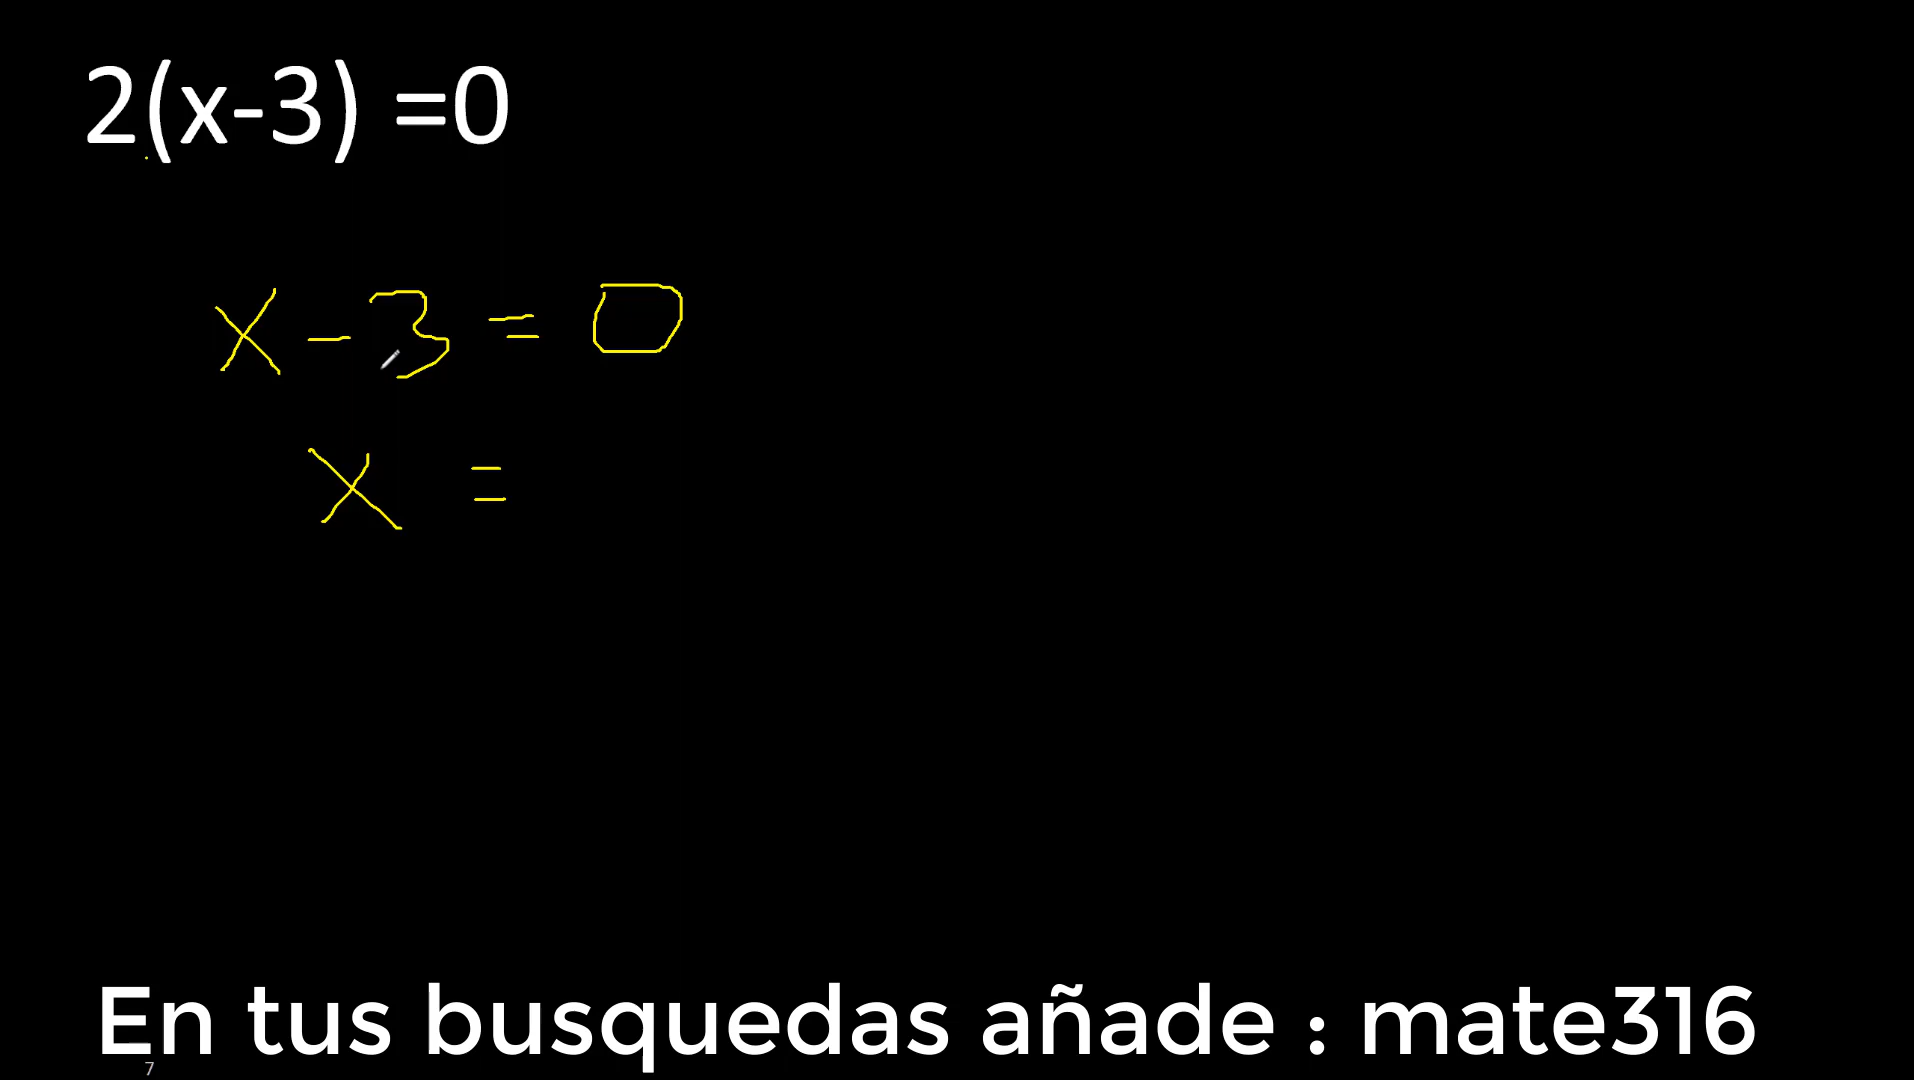 2(x-3) =0
x - 3 = 0
x =
En tus busquedas añade : mate316
7